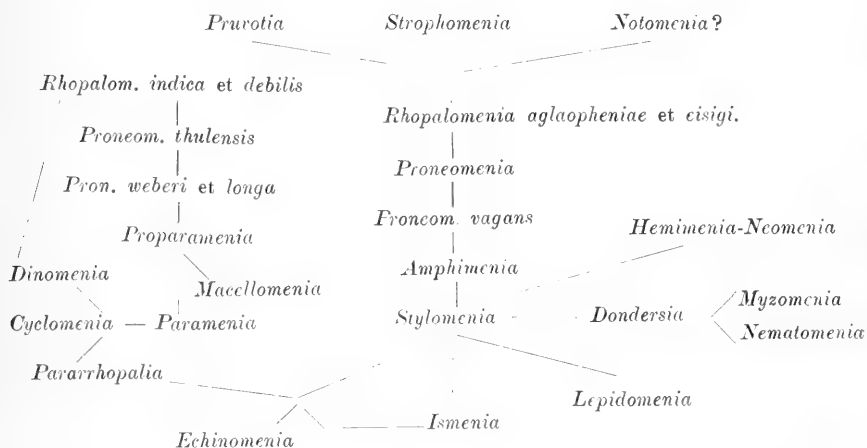 Pruvotia Strophomenia Notomenia?
Rhopalom. indica et debilis
Rhopalomenia aglaopheniae et eisigi.
Proneom. thulensis
Proneomenia
Pron. weberi et longa
Proneom. vagans
Proparamenia
Hemimenia-Neomenia
Dinomenia
Amphimenia
Macellomenia
Myzomenia
Cyclomenia — Paramenia
Stylomenia
Dondersia
Nematomenia
Pararrhopalia
Lepidomenia
Ismenia
Echinomenia